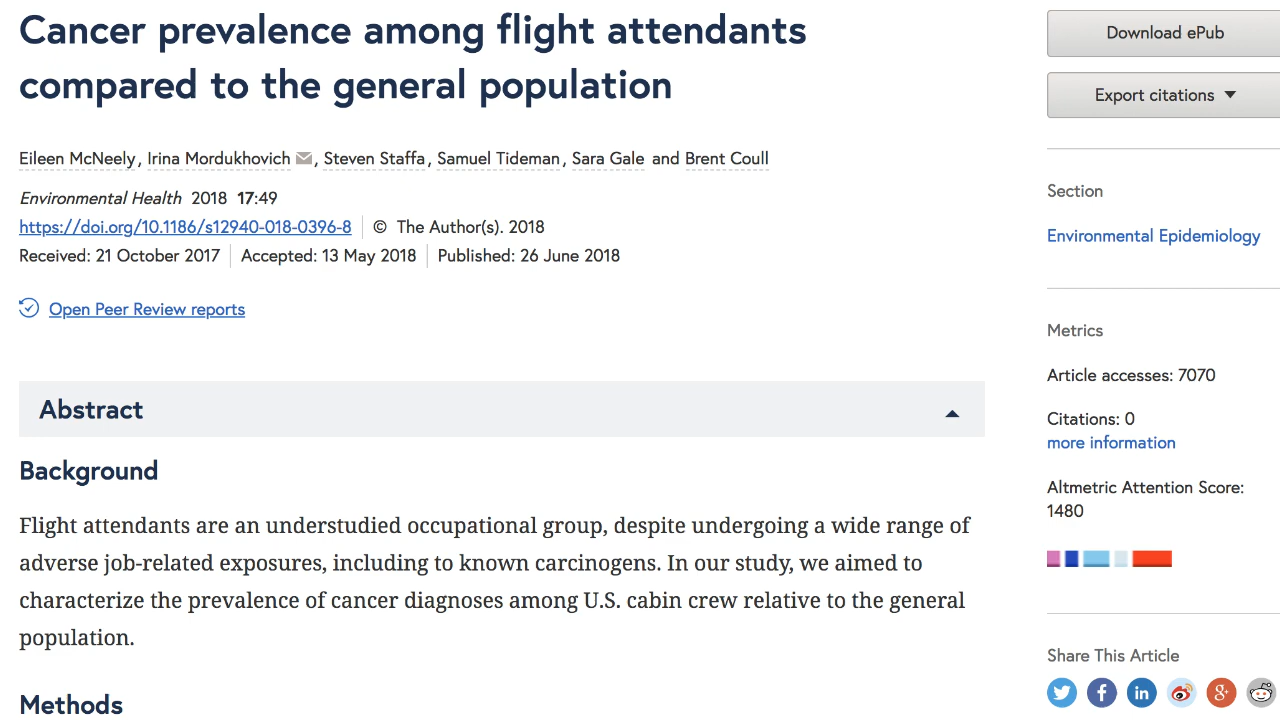 Cancer prevalence among flight attendants
compared to the general population
Eileen McNeely, Irina Mordukhovich, Steven Staffa, Samuel Tideman, Sara Gale and Brent Coull
Environmental Health 2018 17:49
https://doi.org/10.1186/s12940-018-0396-8 © The Author(s). 2018
Received: 21 October 2017 Accepted: 13 May 2018 Published: 26 June 2018
Open Peer Review reports
Abstract
Background
Flight attendants are an understudied occupational group, despite undergoing a wide range of
adverse job-related exposures, including to known carcinogens. In our study, we aimed to
characterize the prevalence of cancer diagnoses among U.S. cabin crew relative to the general
population.
Methods
Download ePub
Export citations
Section
Environmental Epidemiology
Metrics
Article accesses: 7070
Citations: 0
more information
Altmetric Attention Score:
1480
Share This Article